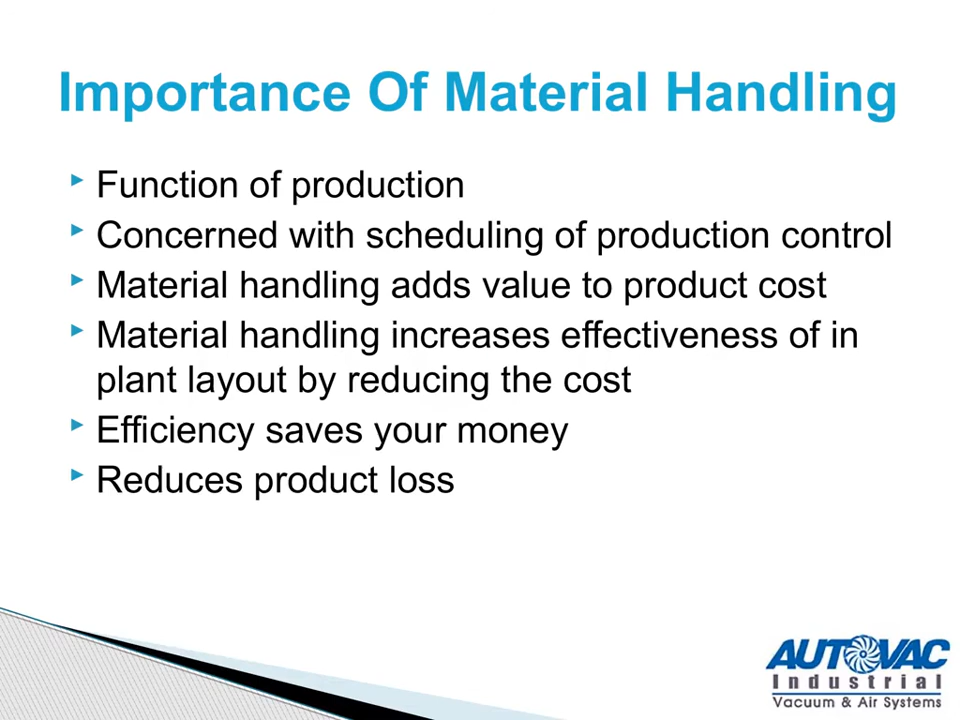 Importance Of Material Handling
Function of production
Concerned with scheduling of production control
Material handling adds value to product cost
Material handling increases effectiveness of in
plant layout by reducing the cost
Efficiency saves your money
Reduces product loss
AUTOVAC
Industrial
Vacuum & Air Systems